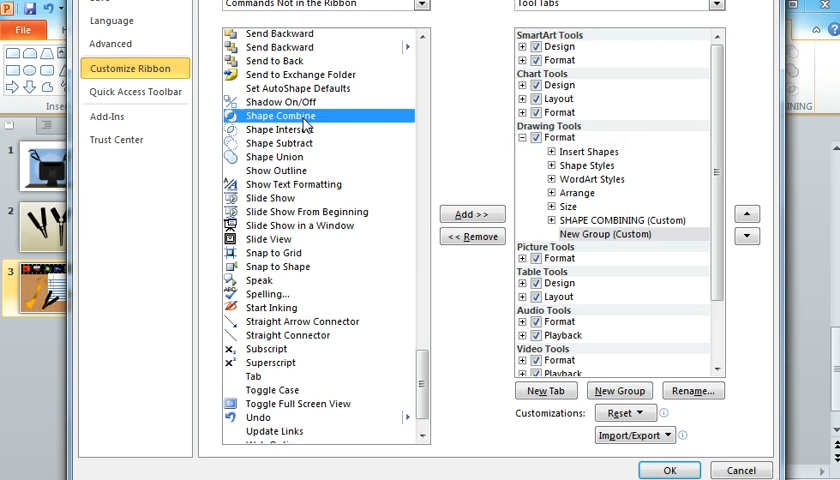 Save
Language
Advanced
Customize Ribbon
Quick Access Toolbar
Add-Ins
Trust Center
File
1
2
3
Commands Not in the Ribbon
Send Backward
Send Backward
Send to Back
Send to Exchange Folder
Set AutoShape Defaults
Shadow On/Off
Shape Combine
Shape Intersect
Shape Subtract
Shape Union
Show Outline
Show Text Formatting
Slide Show
Slide Show From Beginning
Slide Show in a Window
Slide View
Snap to Grid
Snap to Shape
Speak
Spelling...
Start Inking
Straight Arrow Connector
Straight Connector
Subscript
Superscript
Tab
Toggle Case
Toggle Full Screen View
Undo
Update Links
Add >>
<< Remove
Tool Tabs
SmartArt Tools
Design
Format
Chart Tools
Design
Layout
Format
Drawing Tools
Format
Insert Shapes
Shape Styles
WordArt Styles
Arrange
Size
SHAPE COMBINING (Custom)
New Group (Custom)
Picture Tools
Format
Table Tools
Design
Layout
Audio Tools
Format
Playback
Video Tools
Format
Playback
New Tab
New Group
Rename...
Customizations:
Reset
Import/Export
OK
Cancel